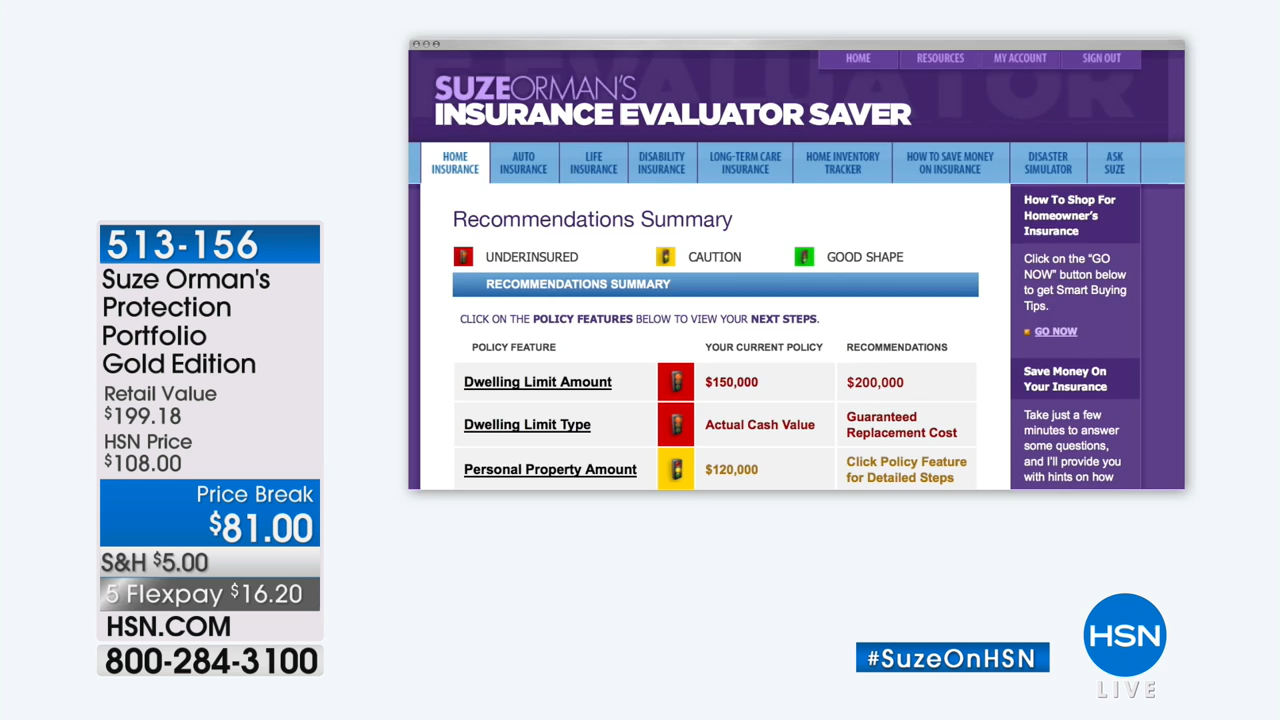 513-156
Suze Orman's
Protection
Portfolio
Gold Edition
Retail Value
$199.18
HSN Price
$108.00
Price Break
$81.00
S&H $5.00
5 Flexpay $16.20
HSN.COM
800-284-3100
HOME RESOURCES MY ACCOUNT SIGN OUT
SUZEORMAN'S
INSURANCE EVALUATOR SAVER
HOME INSURANCE
AUTO INSURANCE
LIFE INSURANCE
DISABILITY INSURANCE
LONG-TERM CARE INSURANCE
HOME INVENTORY TRACKER
HOW TO SAVE MONEY ON INSURANCE
DISASTER SIMULATOR
ASK SUZE
Recommendations Summary
UNDERINSURED CAUTION GOOD SHAPE
RECOMMENDATIONS SUMMARY
CLICK ON THE POLICY FEATURES BELOW TO VIEW YOUR NEXT STEPS.
POLICY FEATURE YOUR CURRENT POLICY RECOMMENDATIONS
Dwelling Limit Amount $150,000 $200,000
Dwelling Limit Type Actual Cash Value Guaranteed
Replacement Cost
Personal Property Amount $120,000 Click Policy Feature
for Detailed Steps
How To Shop For
Homeowner's
Insurance
Click on the “GO
NOW” button below
to get Smart Buying
Tips.
GO NOW
Save Money On
Your Insurance
Take just a few
minutes to answer
some questions,
and I'll provide you
with hints on how
#SuzeOnHSN
HSN
LIVE